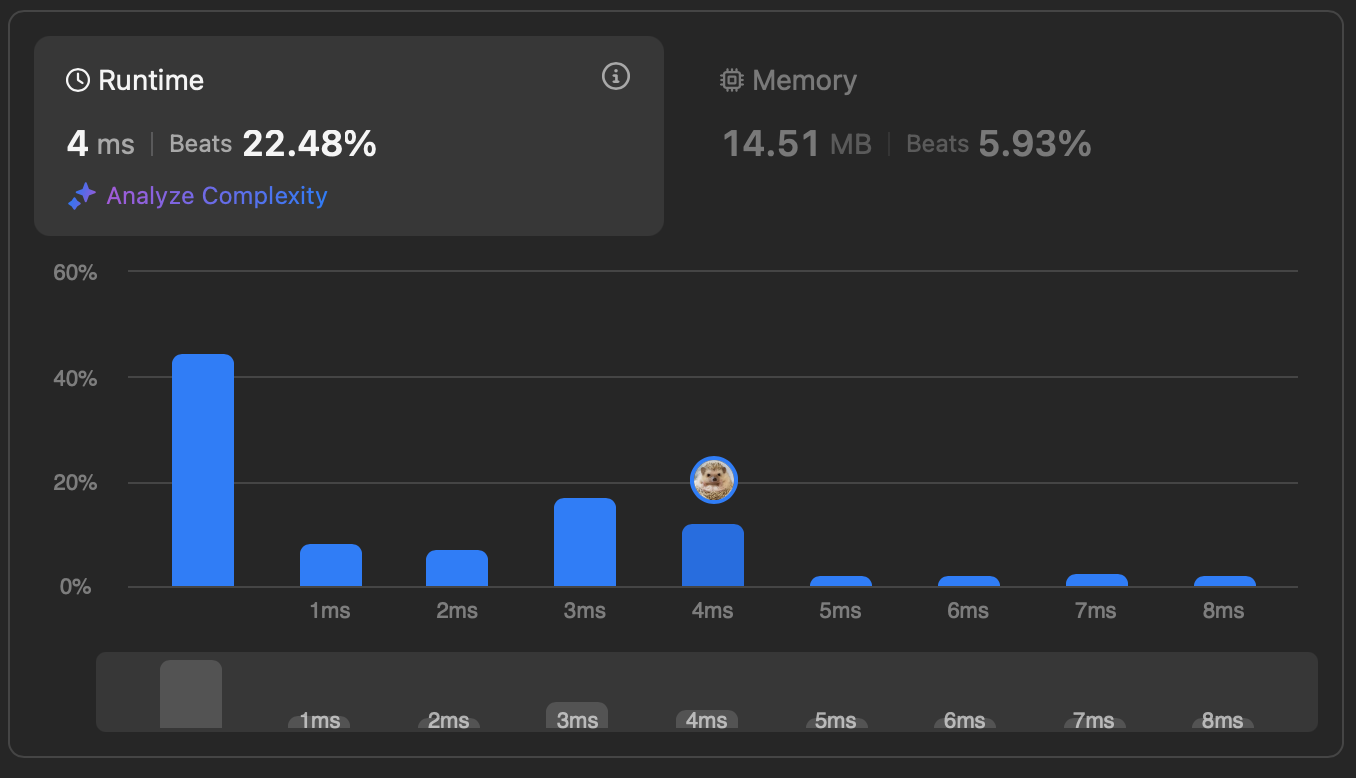 Runtime
4 ms | Beats 22.48%
Analyze Complexity
Memory
14.51 MB | Beats 5.93%
60%
40%
20%
0%
1ms 2ms 3ms 4ms 5ms 6ms 7ms 8ms
1ms 2ms 3ms 4ms 5ms 6ms 7ms 8ms